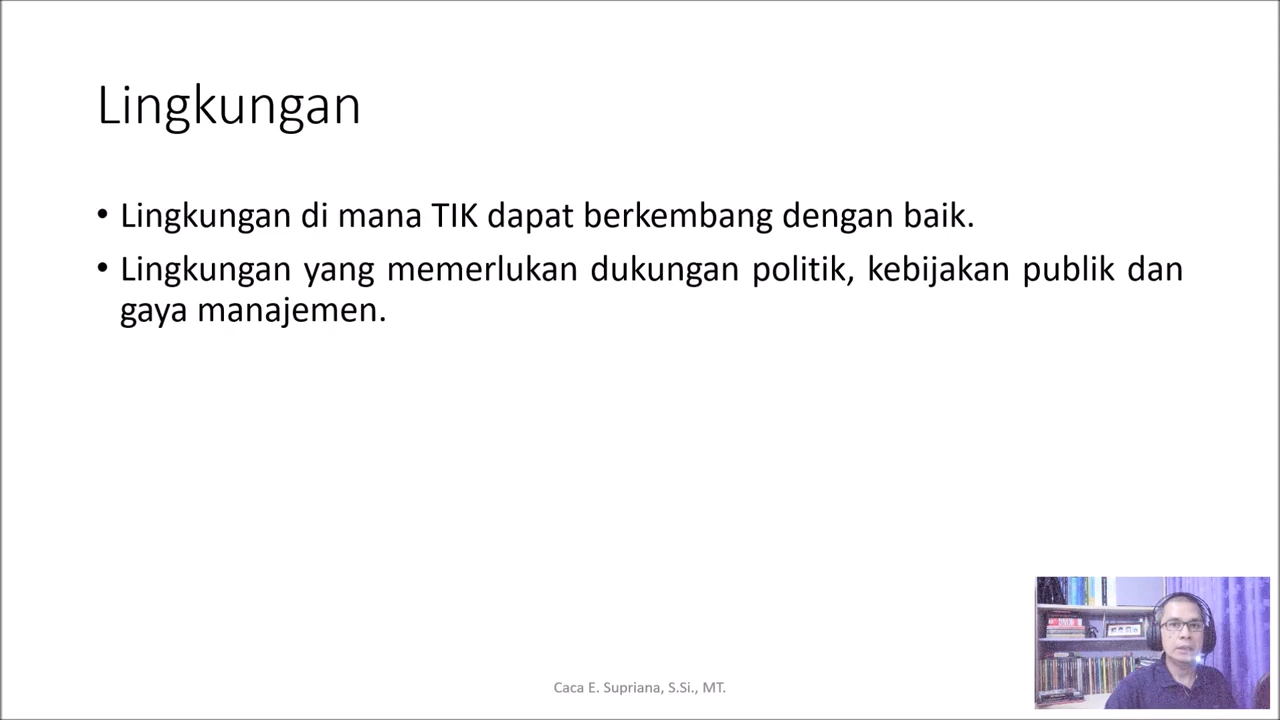 Lingkungan
• Lingkungan di mana TIK dapat berkembang dengan baik.
• Lingkungan yang memerlukan dukungan politik, kebijakan publik dan
gaya manajemen.
Caca E. Supriana, S.Si., MT.